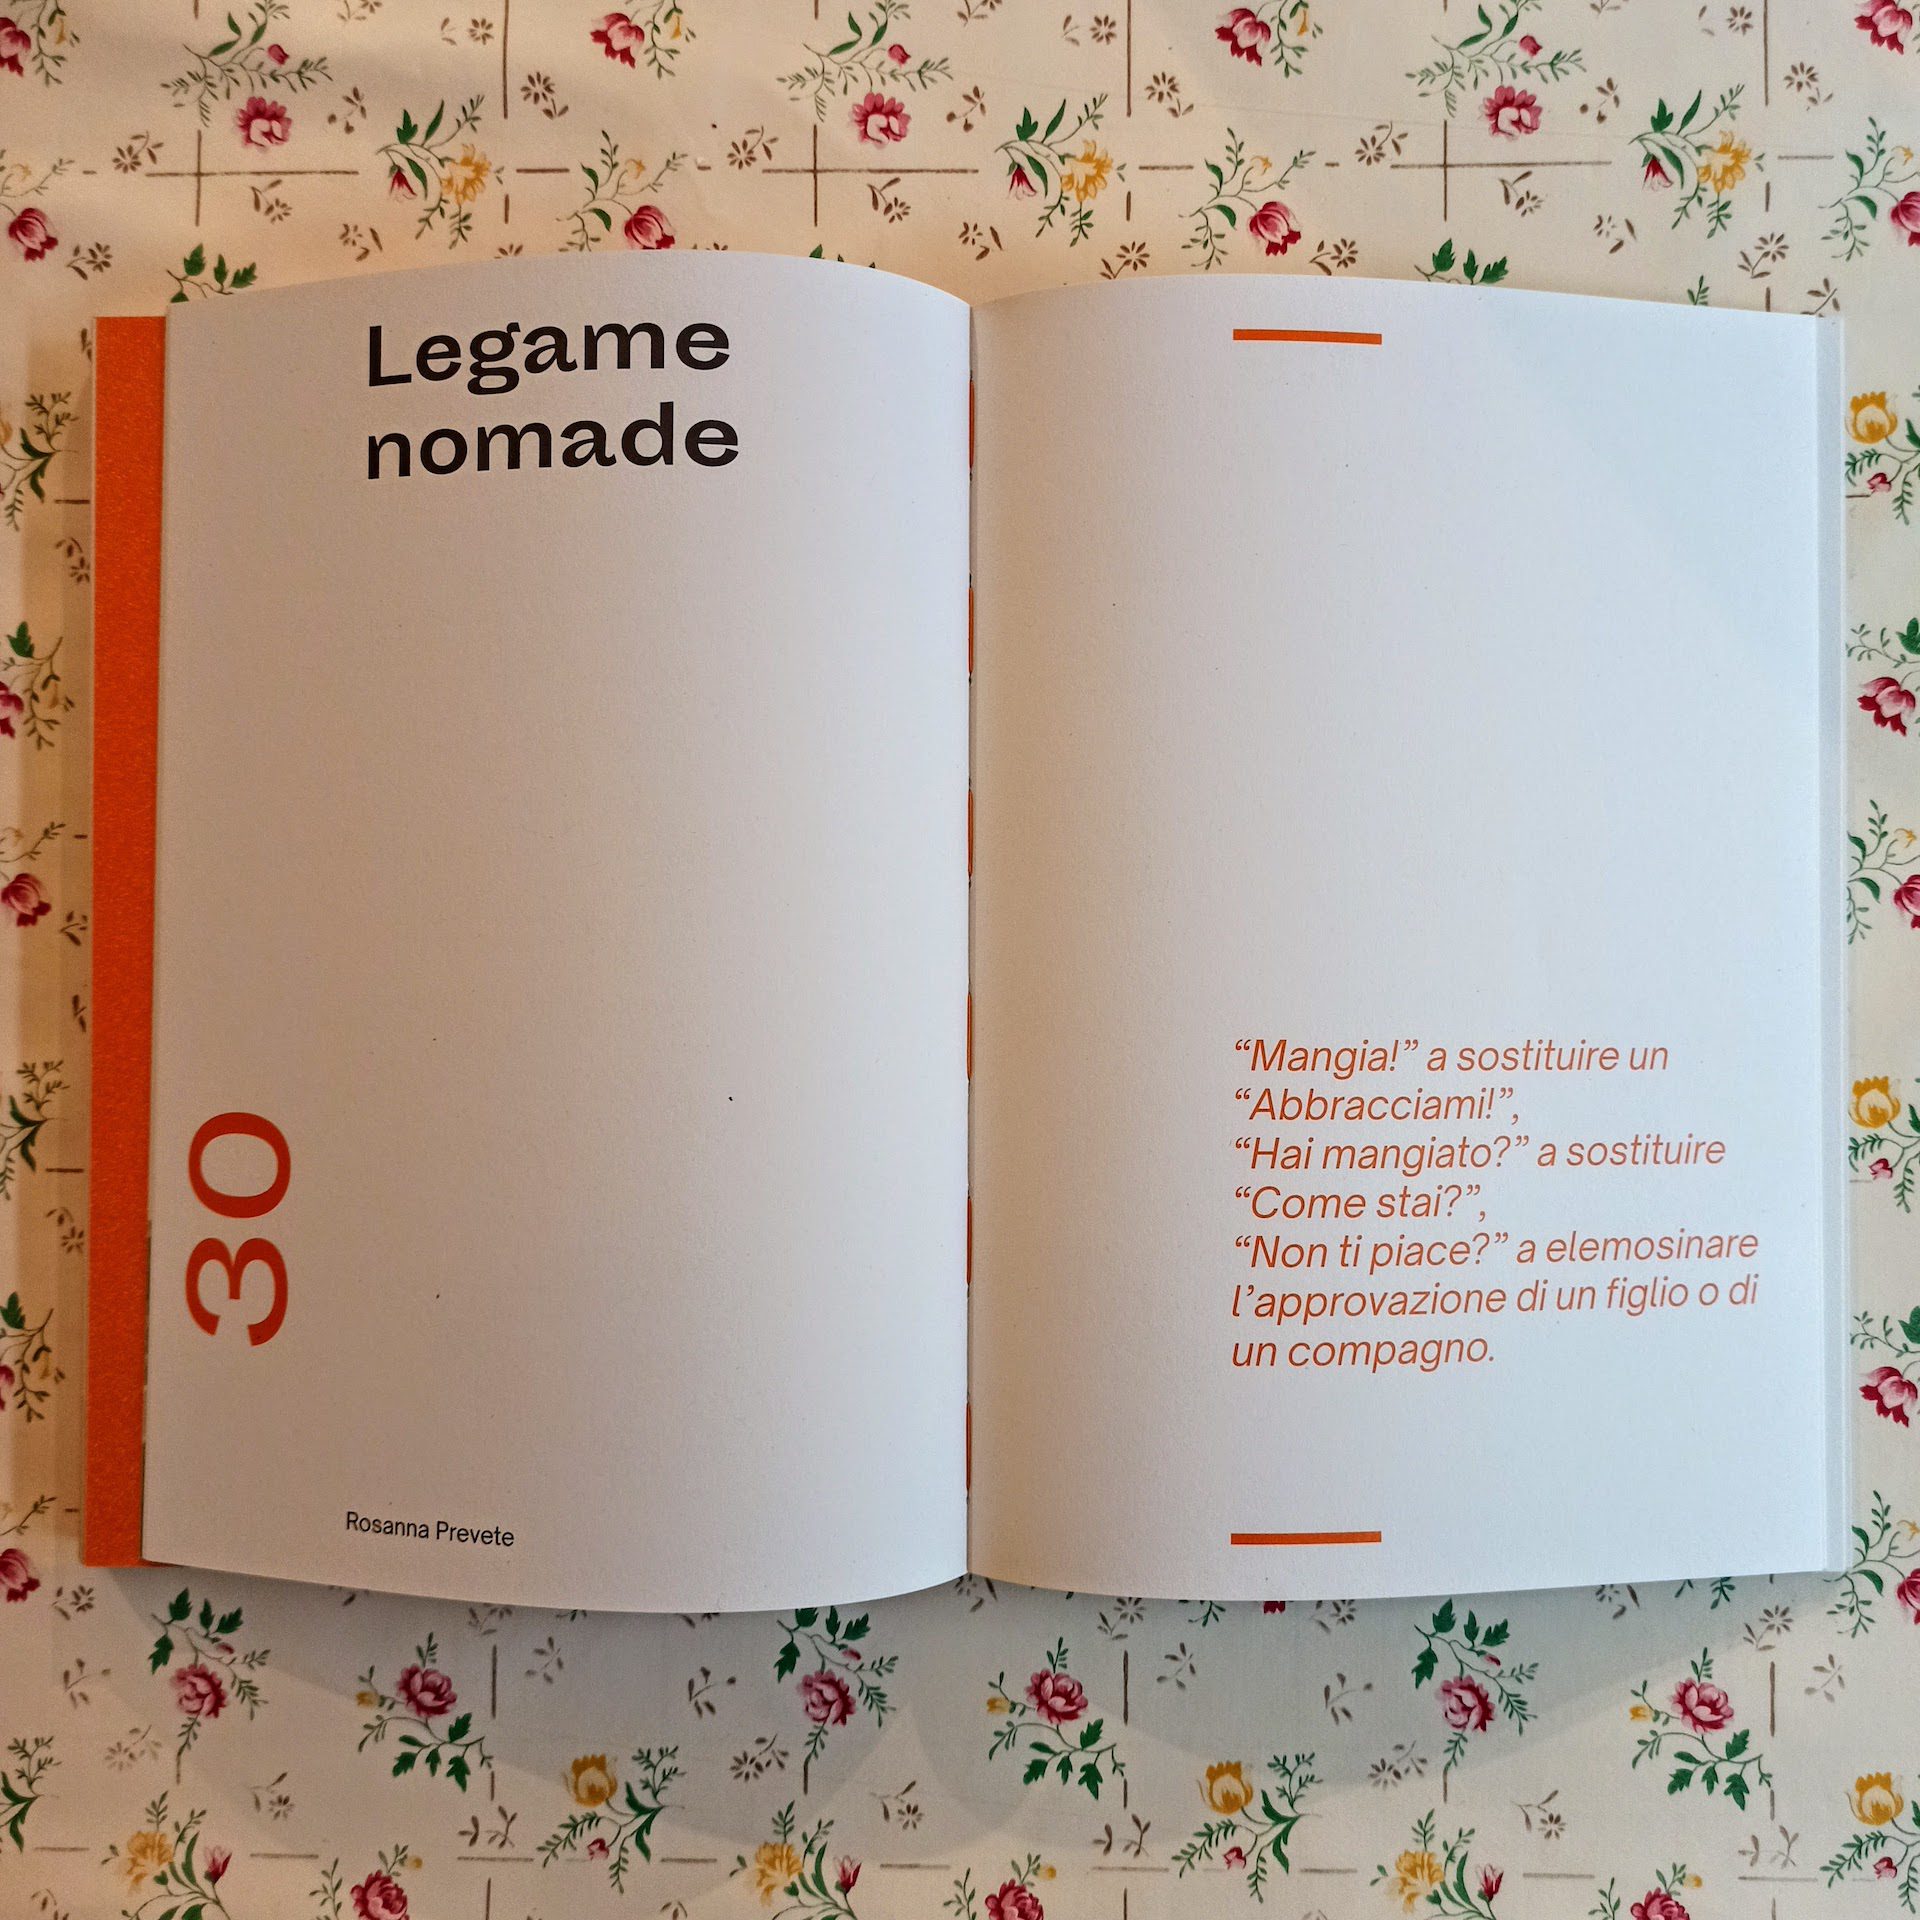 Legame
nomade
30
Rosanna Prevete
“Mangia!” a sostituire un
“Abbracciami!”,
“Hai mangiato?” a sostituire
“Come stai?”,
“Non ti piace?” a elemosinare
l’approvazione di un figlio o di
un compagno.